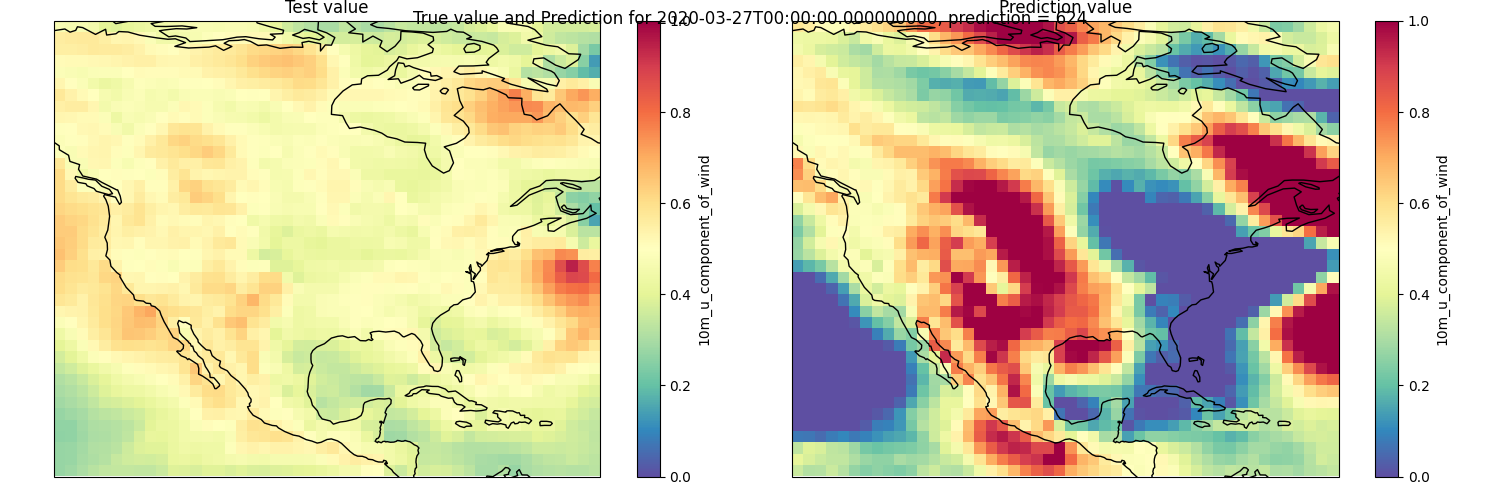 Test value
True value and Prediction for 2020-03-27T00:00:00.000000000, prediction = 624
Prediction value
1.0
0.8
0.6
0.4
0.2
0.0
10m_u_component_of_wind
1.0
0.8
0.6
0.4
0.2
0.0
10m_u_component_of_wind